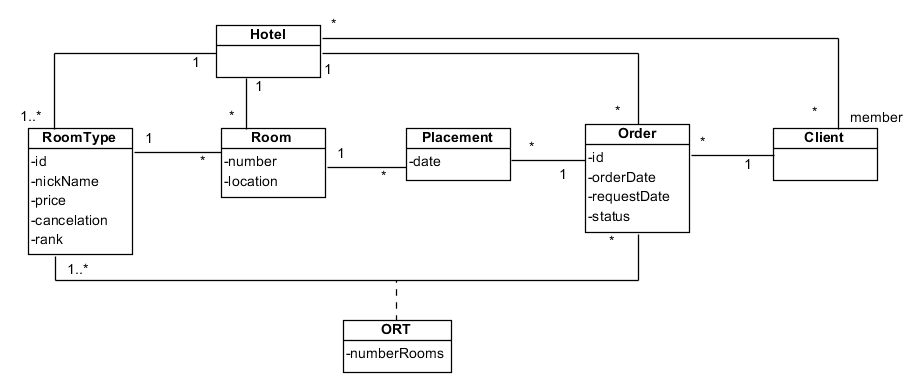 Hotel
*
1
1
1
1..*
*
*
*
member
RoomType
-id
-nickName
-price
-cancelation
-rank
1
*
Room
-number
-location
1
*
Placement
-date
*
1
Order
-id
-orderDate
-requestDate
-status
*
1
Client
*
1..*
ORT
-numberRooms